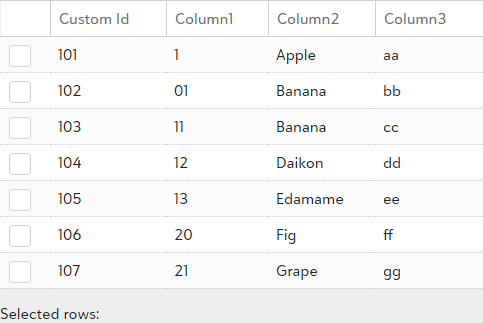 Custom Id Column1 Column2 Column3
101 1 Apple aa
102 01 Banana bb
103 11 Banana cc
104 12 Daikon dd
105 13 Edamame ee
106 20 Fig ff
107 21 Grape gg
Selected rows: